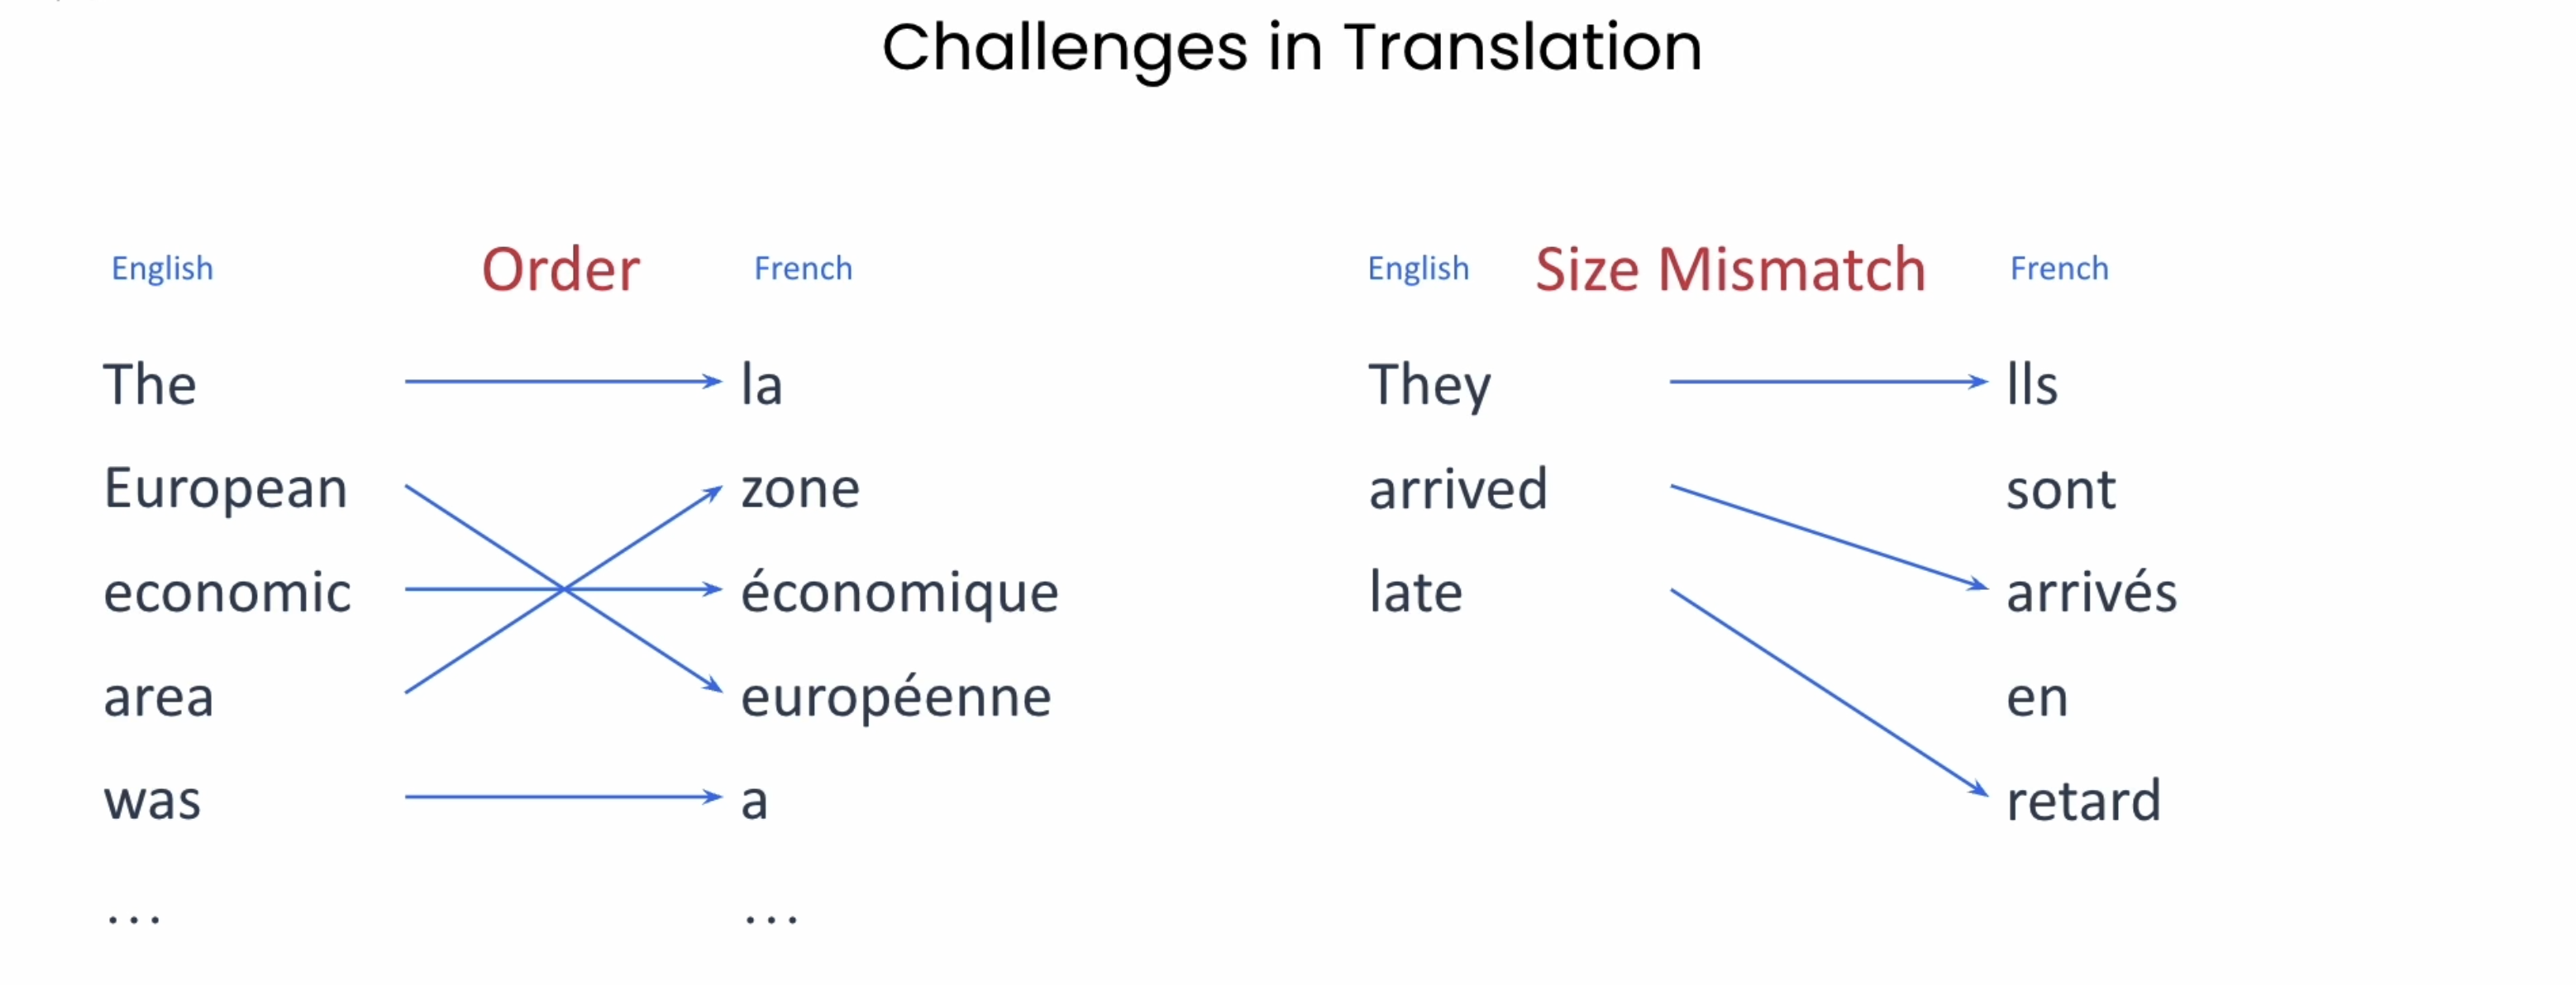 Challenges in Translation
English Order French
The la
European zone
economic économique
area européenne
was a
... ...
English Size Mismatch French
They lls
arrived sont
late arrivés
en
retard